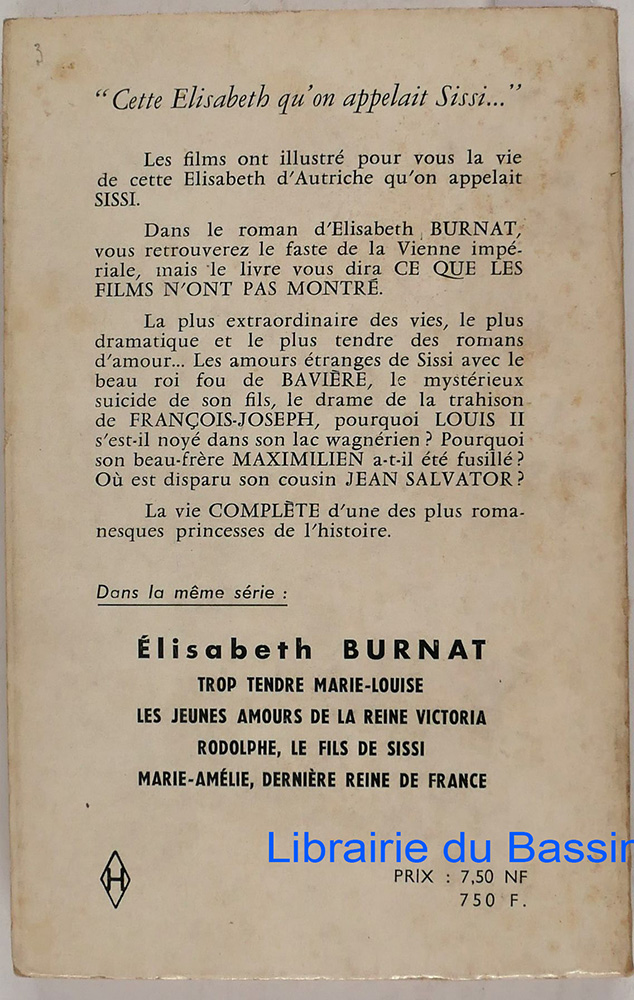 3
“Cette Elisabeth qu'on appelait Sissi...”
Les films ont illustré pour vous la vie
de cette Elisabeth d'Autriche qu'on appelait
SISSI.
Dans le roman d'Elisabeth BURNAT,
vous retrouverez le faste de la Vienne impé-
riale, mais le livre vous dira CE QUE LES
FILMS N'ONT PAS MONTRÉ.
La plus extraordinaire des vies, le plus
dramatique et le plus tendre des romans
d'amour... Les amours étranges de Sissi avec le
beau roi fou de BAVIÈRE, le mystérieux
suicide de son fils, le drame de la trahison
de FRANÇOIS-JOSEPH, pourquoi LOUIS II
s'est-il noyé dans son lac wagnérien ? Pourquoi
son beau-frère MAXIMILIEN a-t-il été fusillé ?
Où est disparu son cousin JEAN SALVATOR ?
La vie COMPLÈTE d'une des plus roma-
nesques princesses de l'histoire.
Dans la même série :
Élisabeth BURNAT
TROP TENDRE MARIE-LOUISE
LES JEUNES AMOURS DE LA REINE VICTORIA
RODOLPHE, LE FILS DE SISSI
MARIE-AMÉLIE, DERNIÈRE REINE DE FRANCE
Librairie du Bassin
H
PRIX : 7,50 NF
750 F.